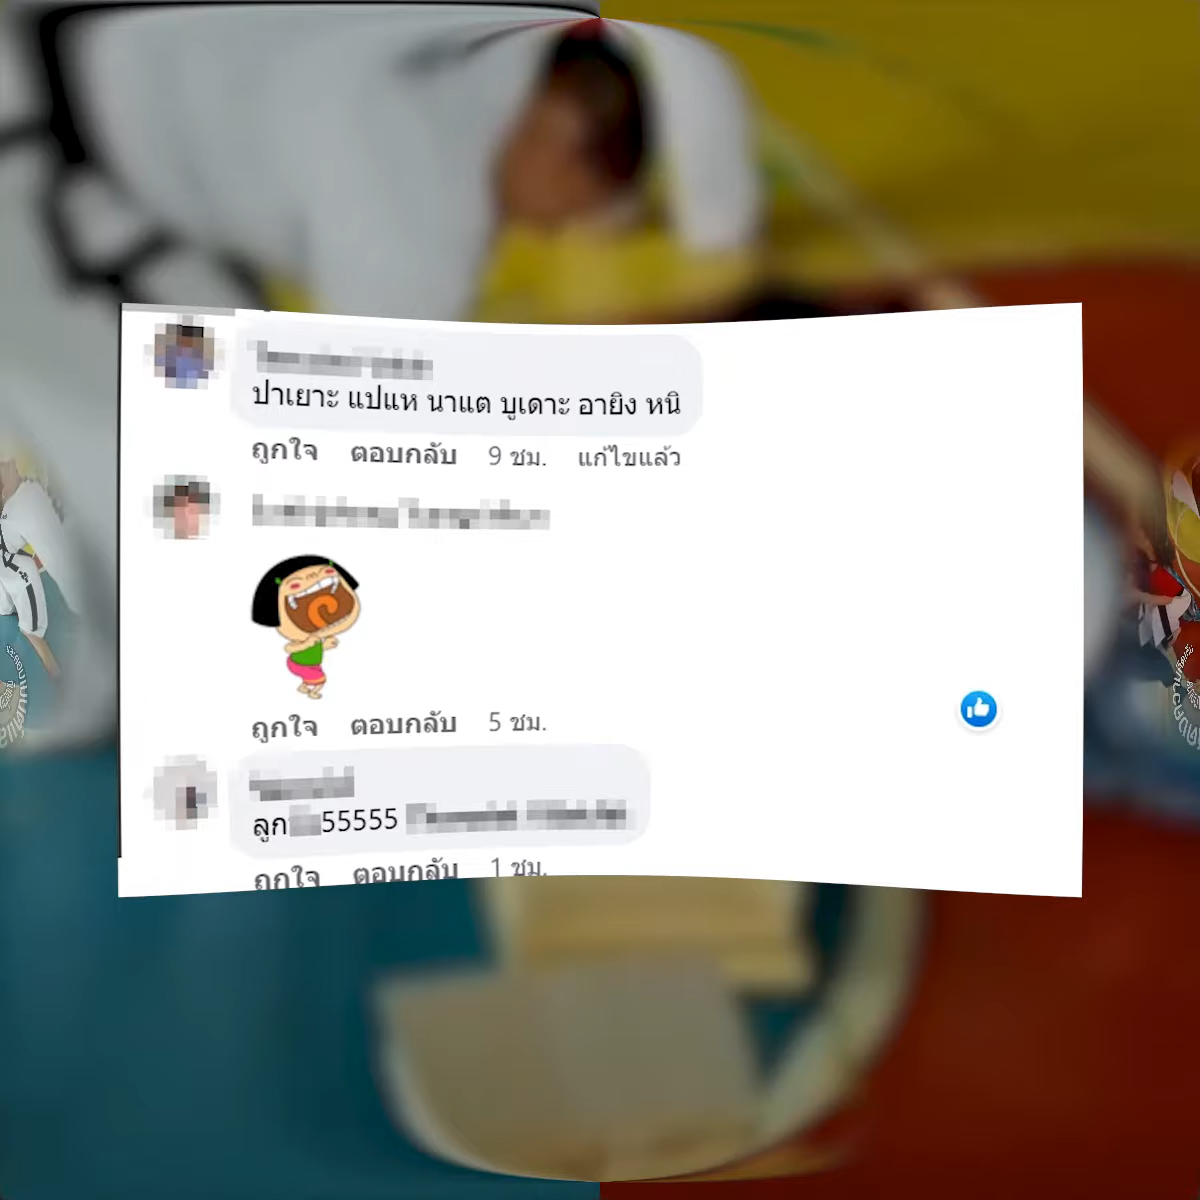 ปาเยาะ แปแห นาแต บูเดาะ อายิง หนิ
ถูกใจ ตอบกลับ 9 ชม. แก้ไขแล้ว
ถูกใจ ตอบกลับ 5 ชม.
ลูก 55555
ถูกใจ ตอบกลับ 1 ชม.